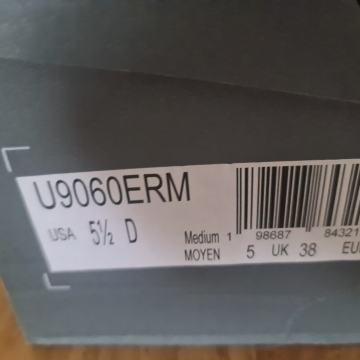 U9060ERM
USA 5½ D
Medium 1 98687 84321
MOYEN 5 UK 38 EU